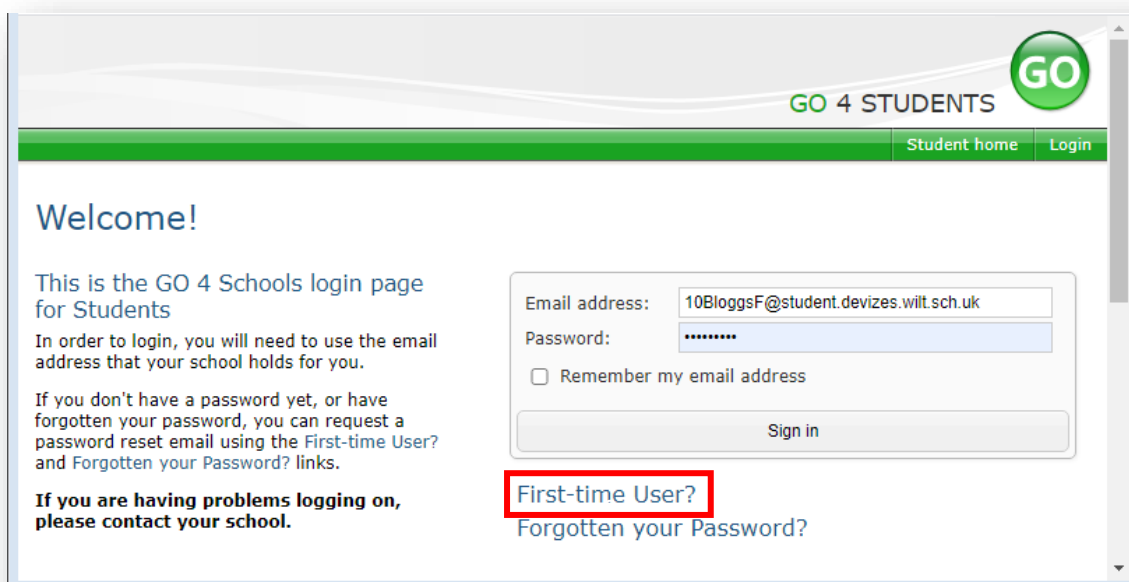 GO
GO 4 STUDENTS
Student home Login
Welcome!
This is the GO 4 Schools login page
for Students
In order to login, you will need to use the email
address that your school holds for you.
If you don't have a password yet, or have
forgotten your password, you can request a
password reset email using the First-time User?
and Forgotten your Password? links.
If you are having problems logging on,
please contact your school.
Email address: 10BloggsF@student.devizes.wilt.sch.uk
Password: •••••••••
Remember my email address
Sign in
First-time User?
Forgotten your Password?